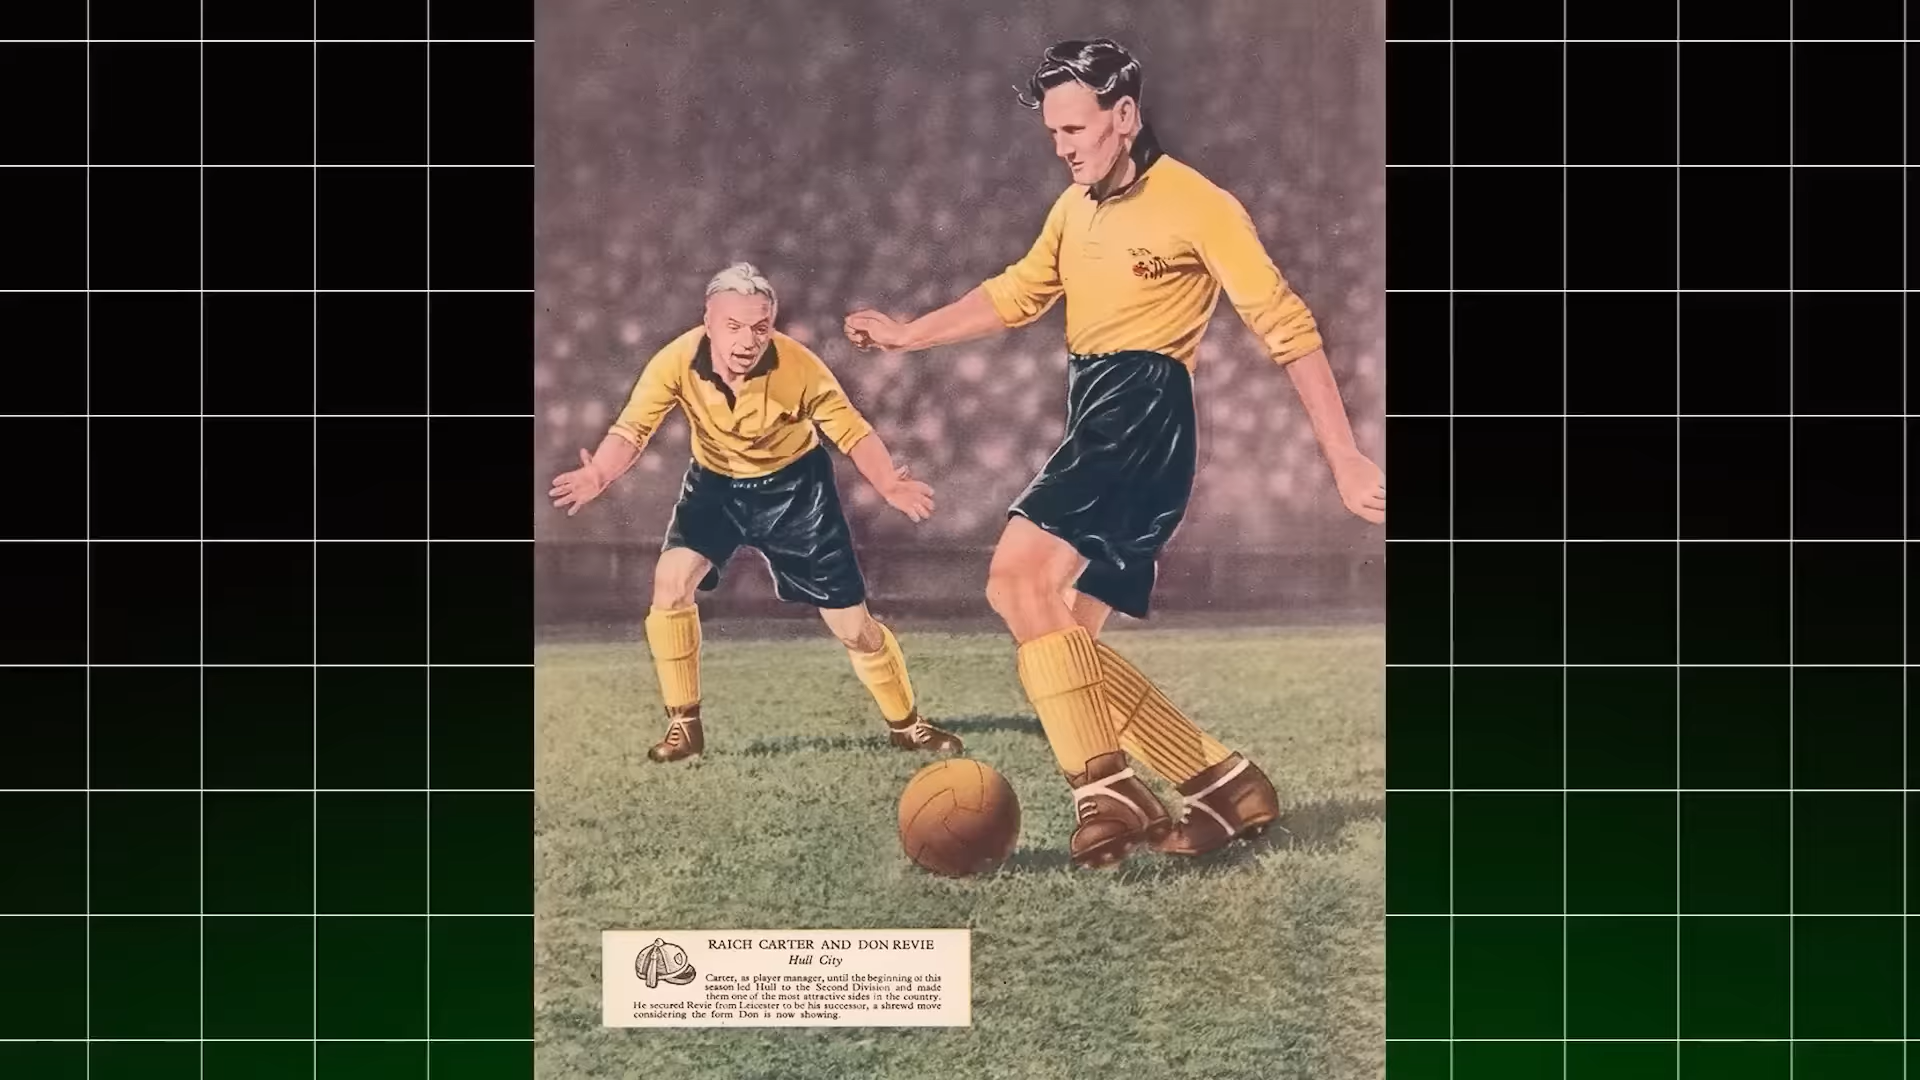 RAICH CARTER AND DON REVIE
Hull City
Carter, as player manager, until the beginning of this
season led Hull to the Second Division and made
them one of the most attractive sides in the country.
He secured Revie from Leicester to be his successor, a shrewd move
considering the form Don is now showing.